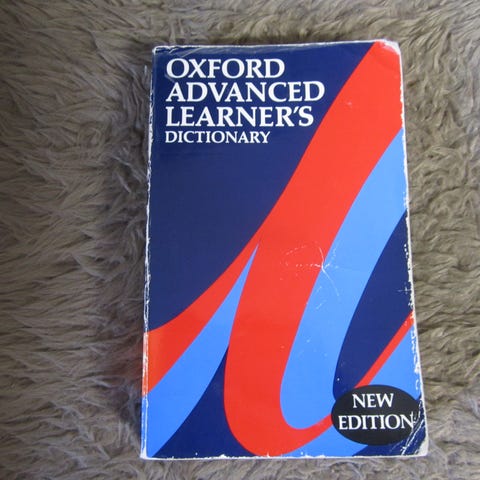 OXFORD
ADVANCED
LEARNER'S
DICTIONARY
NEW
EDITION